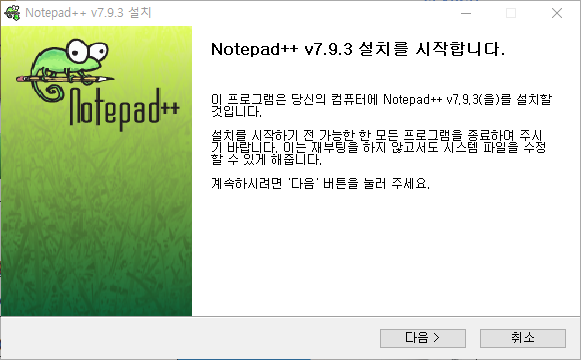 Notepad++ v7.9.3 설치
Notepad++
Notepad++ v7.9.3 설치를 시작합니다.
이 프로그램은 당신의 컴퓨터에 Notepad++ v7.9.3(을)를 설치할
것입니다.
설치를 시작하기 전 가능한 한 모든 프로그램을 종료하여 주시
기 바랍니다. 이는 재부팅을 하지 않고서도 시스템 파일을 수정
할 수 있게 해줍니다.
계속하시려면 '다음' 버튼을 눌러 주세요.
다음 >
취소